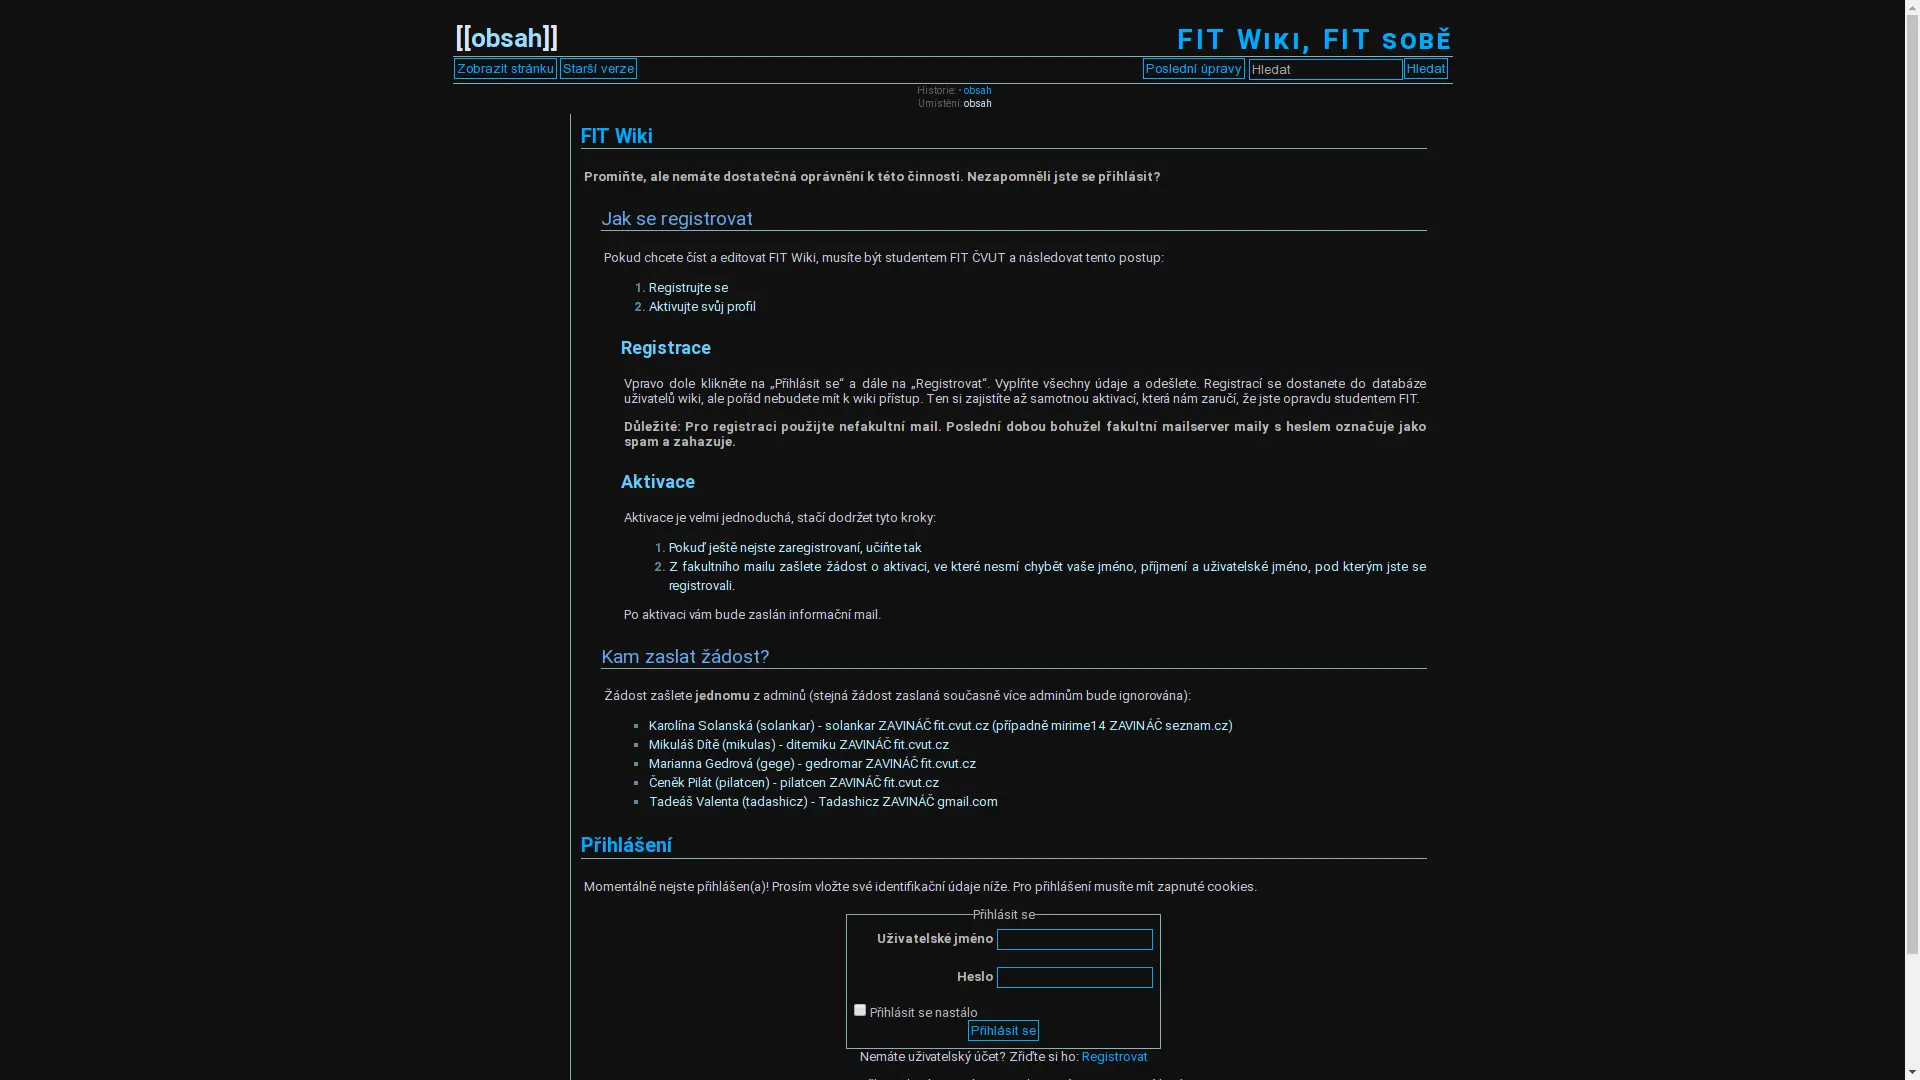 [[obsah]]
FIT Wiki, FIT sobě
Zobrazit stránku Starší verze
Poslední úpravy Hledat Hledat
Historie: • obsah
Umístění: obsah
FIT Wiki
Promiňte, ale nemáte dostatečná oprávnění k této činnosti. Nezapomněli jste se přihlásit?
Jak se registrovat
Pokud chcete číst a editovat FIT Wiki, musíte být studentem FIT ČVUT a následovat tento postup:
1. Registrujte se
2. Aktivujte svůj profil
Registrace
Vpravo dole klikněte na „Přihlásit se“ a dále na „Registrovat“. Vyplňte všechny údaje a odešlete. Registrací se dostanete do databáze
uživatelů wiki, ale pořád nebudete mít k wiki přístup. Ten si zajistíte až samotnou aktivací, která nám zaručí, že jste opravdu studentem FIT.
Důležité: Pro registraci použijte nefakultní mail. Poslední dobou bohužel fakultní mailserver maily s heslem označuje jako
spam a zahazuje.
Aktivace
Aktivace je velmi jednoduchá, stačí dodržet tyto kroky:
1. Pokuď ještě nejste zaregistrovaní, učiňte tak
2. Z fakultního mailu zašlete žádost o aktivaci, ve které nesmí chybět vaše jméno, příjmení a uživatelské jméno, pod kterým jste se
registrovali.
Po aktivaci vám bude zaslán informační mail.
Kam zaslat žádost?
Žádost zašlete jednomu z adminů (stejná žádost zaslaná současně více adminům bude ignorována):
Karolína Solanská (solankar) - solankar ZAVINÁČ fit.cvut.cz (případně mirime14 ZAVINÁČ seznam.cz)
Mikuláš Dítě (mikulas) - ditemiku ZAVINÁČ fit.cvut.cz
Marianna Gedrová (gege) - gedromar ZAVINÁČ fit.cvut.cz
Čeněk Pilát (pilatcen) - pilatcen ZAVINÁČ fit.cvut.cz
Tadeáš Valenta (tadashicz) - Tadashicz ZAVINÁČ gmail.com
Přihlášení
Momentálně nejste přihlášen(a)! Prosím vložte své identifikační údaje níže. Pro přihlášení musíte mít zapnuté cookies.
Přihlásit se
Uživatelské jméno
Heslo
Přihlásit se nastálo
Přihlásit se
Nemáte uživatelský účet? Zřiďte si ho: Registrovat